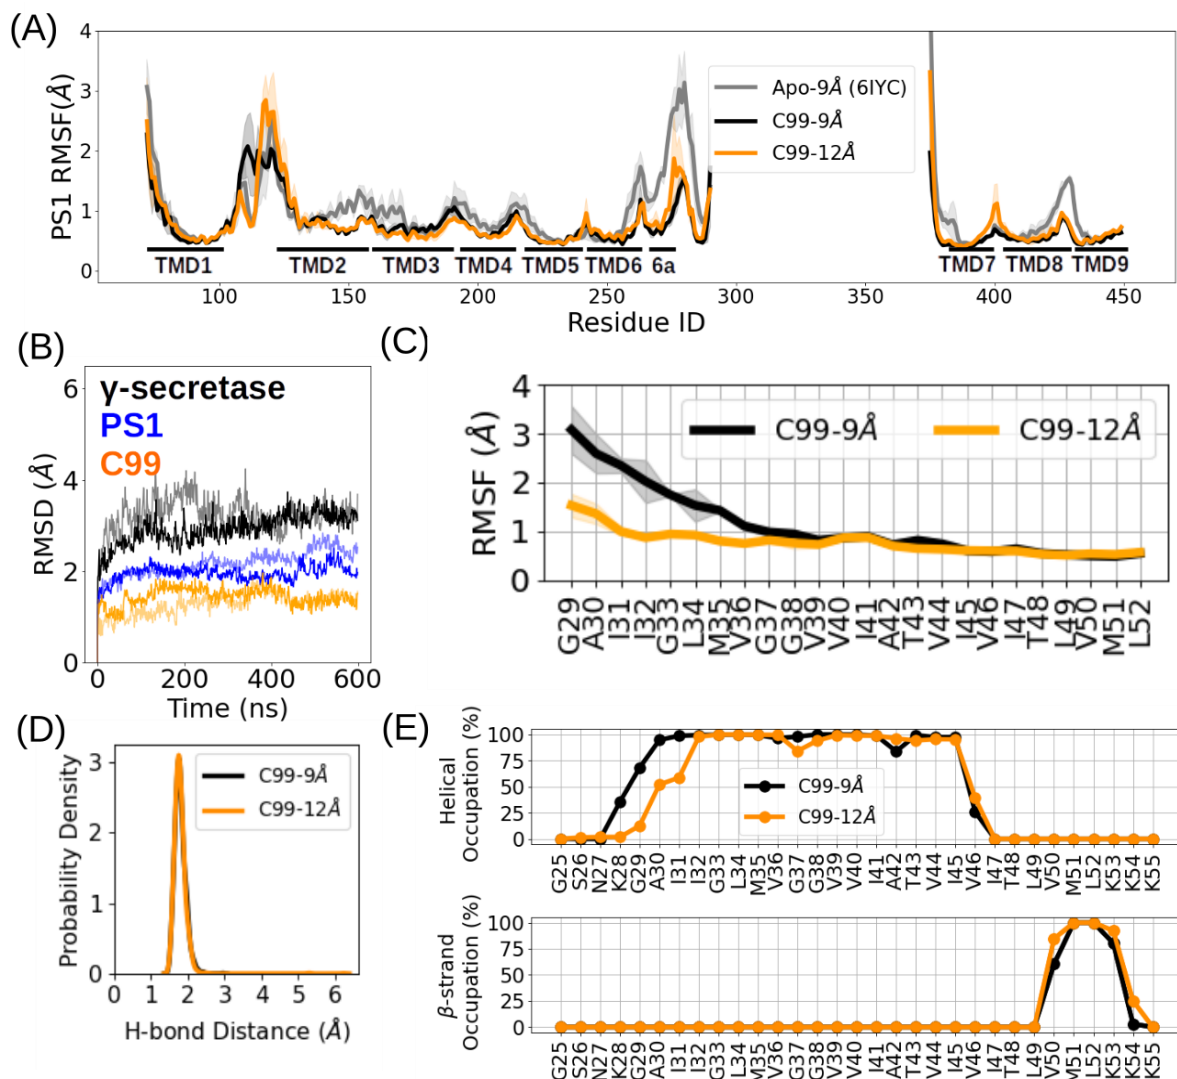 (A)
PS1 RMSF(Å)
4
3
2
1
0
Apo-9Å (6IYC)
C99-9Å
C99-12Å
TMD1 TMD2 TMD3 TMD4 TMD5 TMD6 6a TMD7 TMD8 TMD9
100 150 200 250 300 350 400 450
Residue ID
(B)
γ-secretase
PS1
C99
RMSD (Å)
6
4
2
0
0 200 400 600
Time (ns)
(C)
RMSF (Å)
4
3
2
1
0
C99-9Å C99-12Å
G29 A30 I31 I32 G33 L34 M35 V36 G37 G38 V39 V40 I41 A42 T43 V44 I45 V46 I47 T48 L49 V50 M51 L52
(D)
Probability Density
3
2
1
0
C99-9Å
C99-12Å
0 1 2 3 4 5 6
H-bond Distance (Å)
(E)
Helical
Occupation (%)
100
75
50
25
0
C99-9Å
C99-12Å
G25 S26 N27 K28 G29 A30 I31 I32 G33 L34 M35 V36 G37 G38 V39 V40 I41 A42 T43 V44 I45 V46 I47 T48 L49 V50 M51 L52 K53 K54 K55
β-strand
Occupation (%)
100
75
50
25
0
G25 S26 N27 K28 G29 A30 I31 I32 G33 L34 M35 V36 G37 G38 V39 V40 I41 A42 T43 V44 I45 V46 I47 T48 L49 V50 M51 L52 K53 K54 K55